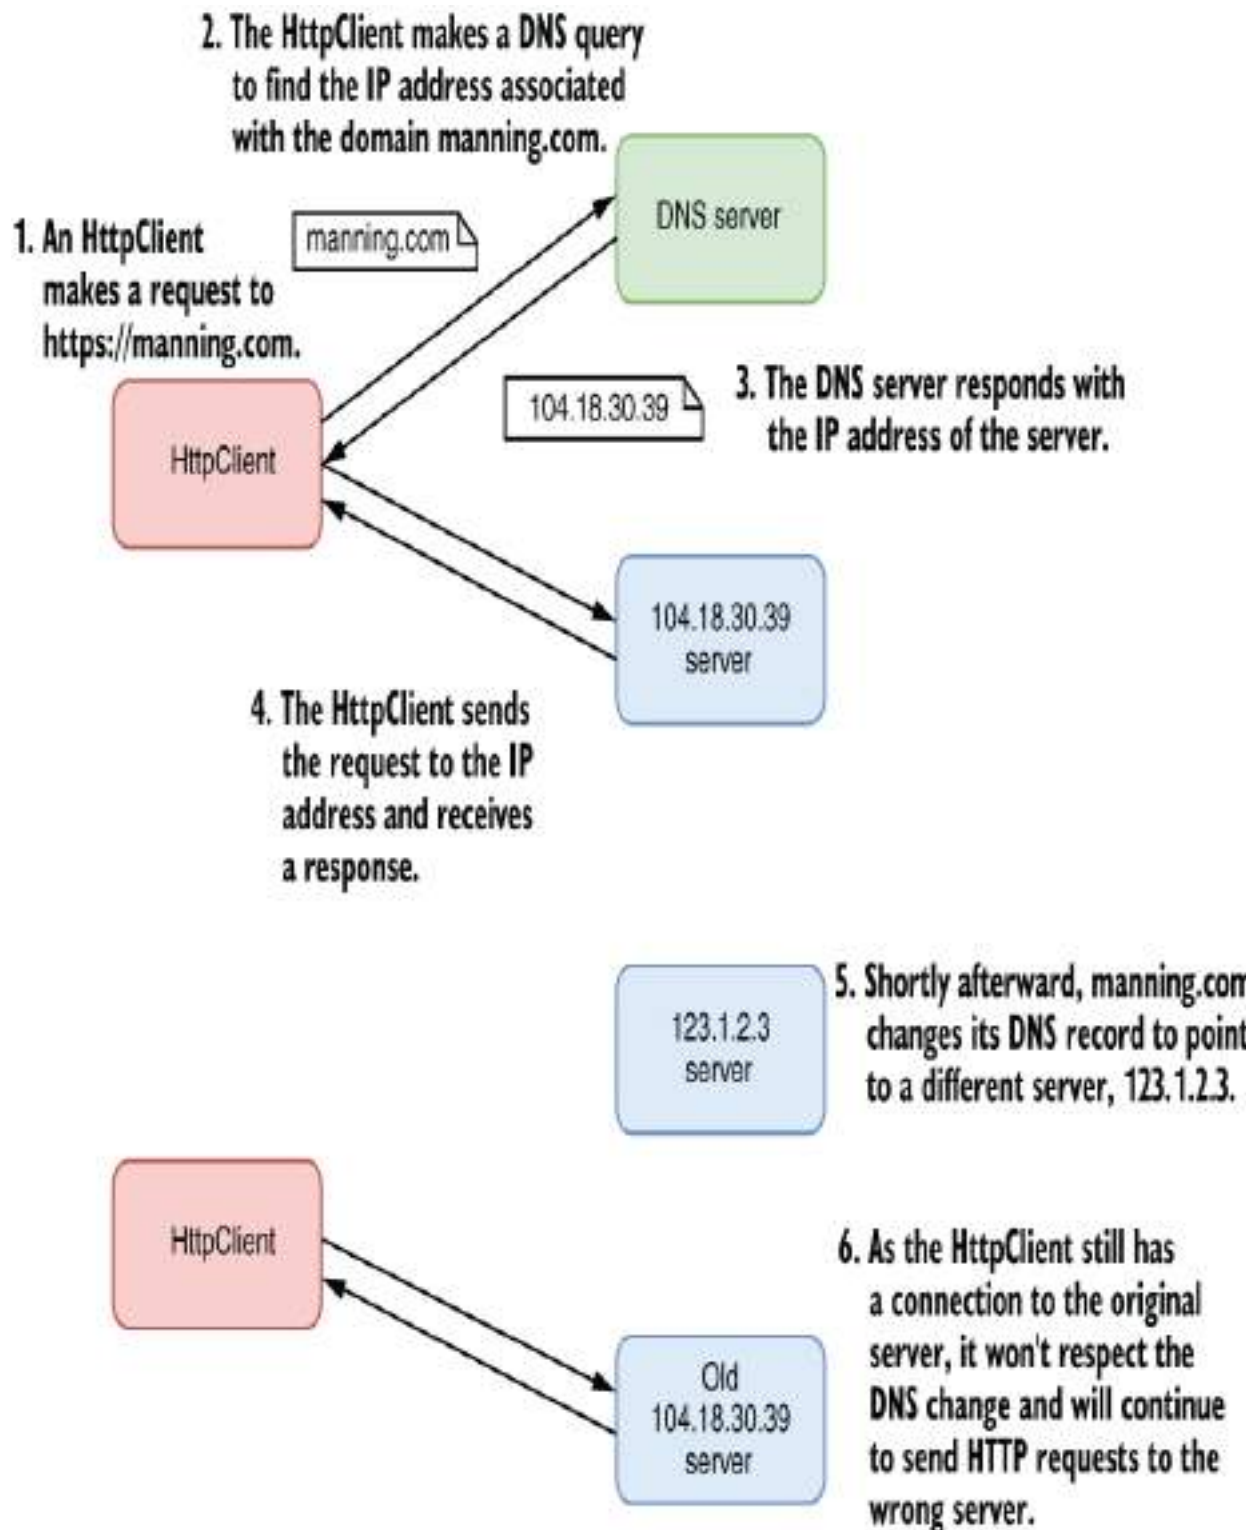 2. The HttpClient makes a DNS query
to find the IP address associated
with the domain manning.com.
DNS server
1. An HttpClient
makes a request to
https://manning.com.
manning.com
HttpClient
104.18.30.39
3. The DNS server responds with
the IP address of the server.
104.18.30.39
server
4. The HttpClient sends
the request to the IP
address and receives
a response.
123.1.2.3
server
5. Shortly afterward, manning.com
changes its DNS record to point
to a different server, 123.1.2.3.
HttpClient
Old
104.18.30.39
server
6. As the HttpClient still has
a connection to the original
server, it won't respect the
DNS change and will continue
to send HTTP requests to the
wrong server.